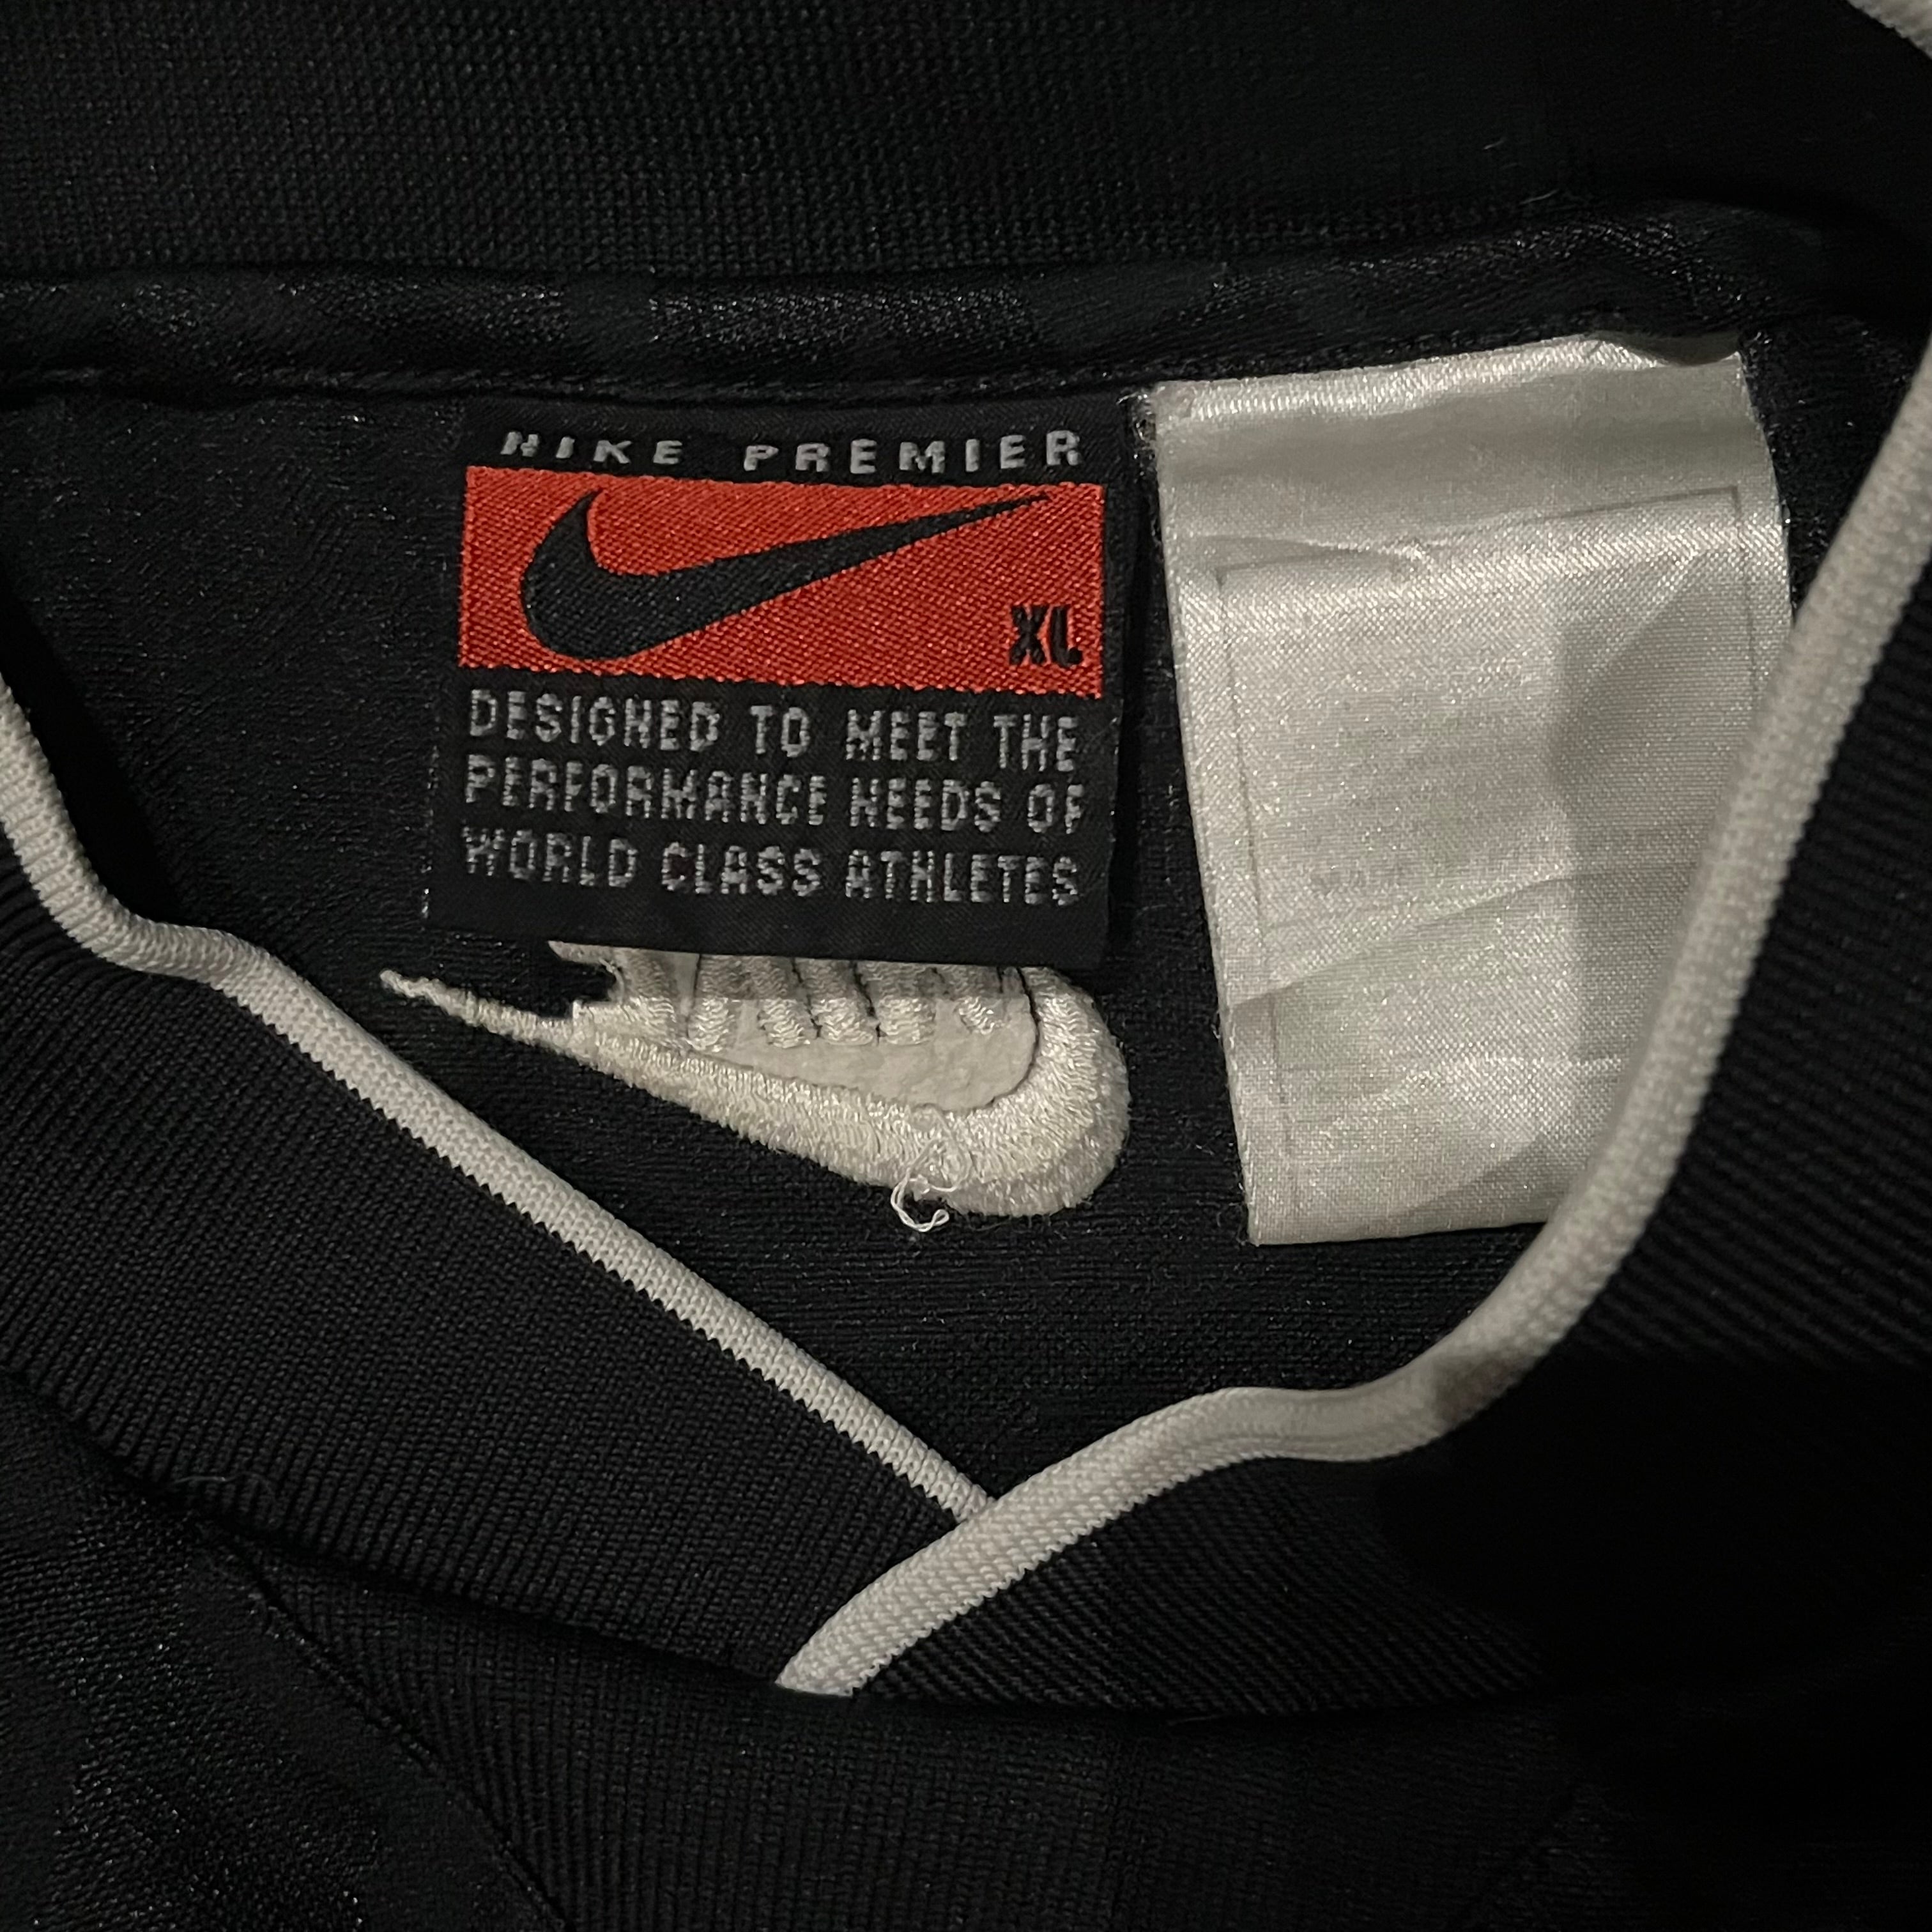 NIKE PREMIER
XL
DESIGNED TO MEET THE
PERFORMANCE NEEDS OF
WORLD CLASS ATHLETES